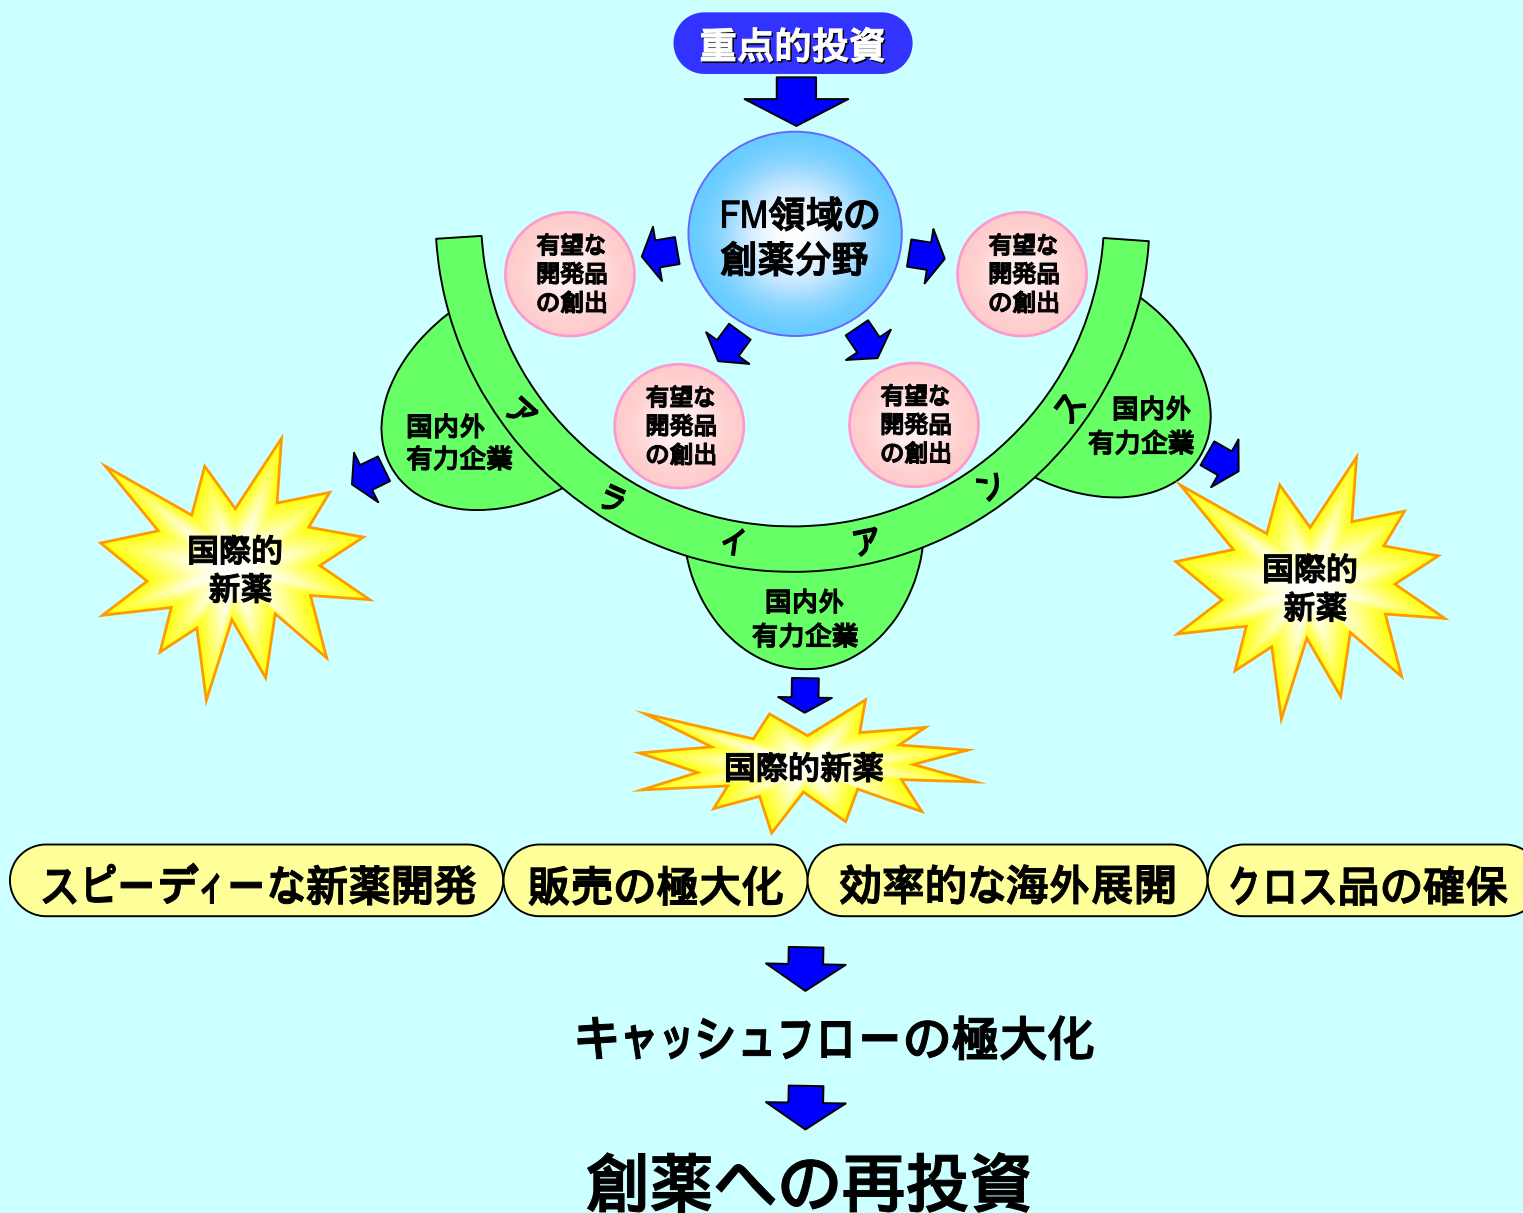 重点的投資
FM領域の
創薬分野
有望な
開発品
の創出
有望な
開発品
の創出
有望な
開発品
の創出
有望な
開発品
の創出
アライアンス
国内外
有力企業
国内外
有力企業
国内外
有力企業
国際的
新薬
国際的
新薬
国際的新薬
スピーディーな新薬開発
販売の極大化
効率的な海外展開
クロス品の確保
キャッシュフローの極大化
創薬への再投資